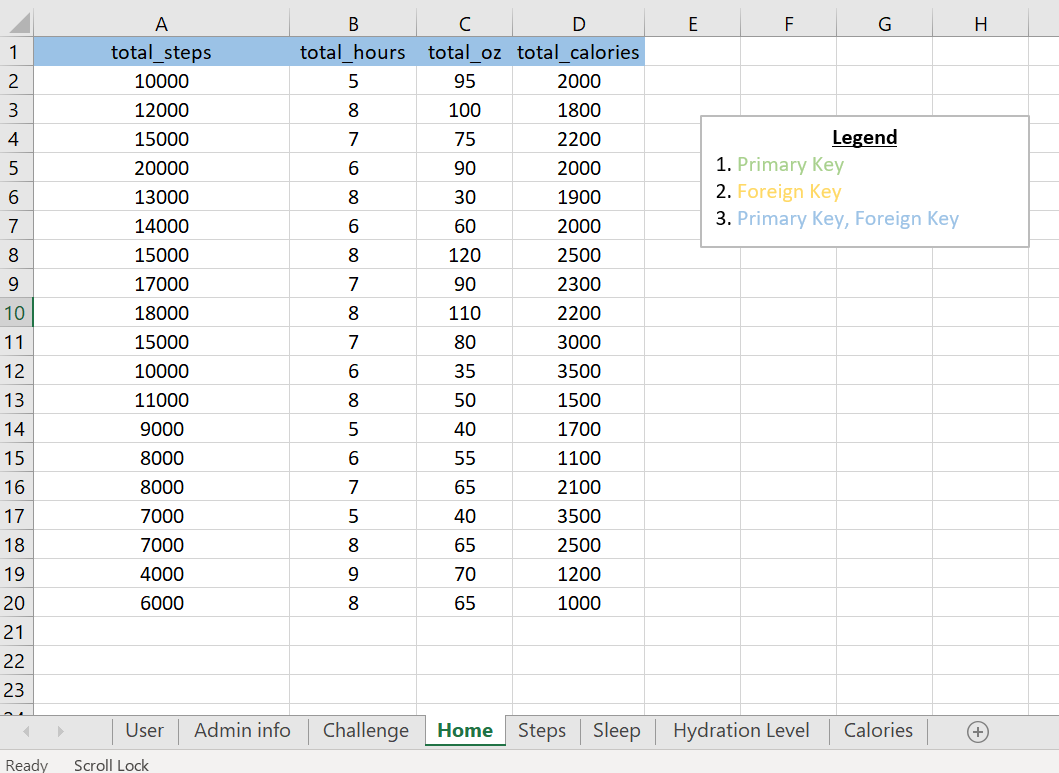 A B C D E F G H
1 total_steps total_hours total_oz total_calories
2 10000 5 95 2000
3 12000 8 100 1800
4 15000 7 75 2200
5 20000 6 90 2000
6 13000 8 30 1900
7 14000 6 60 2000
8 15000 8 120 2500
9 17000 7 90 2300
10 18000 8 110 2200
11 15000 7 80 3000
12 10000 6 35 3500
13 11000 8 50 1500
14 9000 5 40 1700
15 8000 6 55 1100
16 8000 7 65 2100
17 7000 5 40 3500
18 7000 8 65 2500
19 4000 9 70 1200
20 6000 8 65 1000
21
22
23
Legend
1. Primary Key
2. Foreign Key
3. Primary Key, Foreign Key
User Admin info Challenge Home Steps Sleep Hydration Level Calories
Ready Scroll Lock